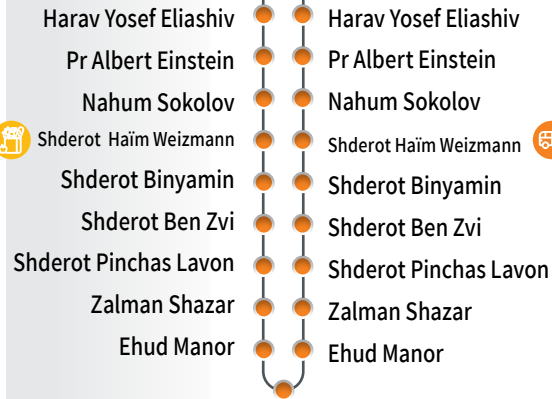 Harav Yosef Eliashiv
Pr Albert Einstein
Nahum Sokolov
Shderot Haïm Weizmann
Shderot Binyamin
Shderot Ben Zvi
Shderot Pinchas Lavon
Zalman Shazar
Ehud Manor
Harav Yosef Eliashiv
Pr Albert Einstein
Nahum Sokolov
Shderot Haïm Weizmann
Shderot Binyamin
Shderot Ben Zvi
Shderot Pinchas Lavon
Zalman Shazar
Ehud Manor